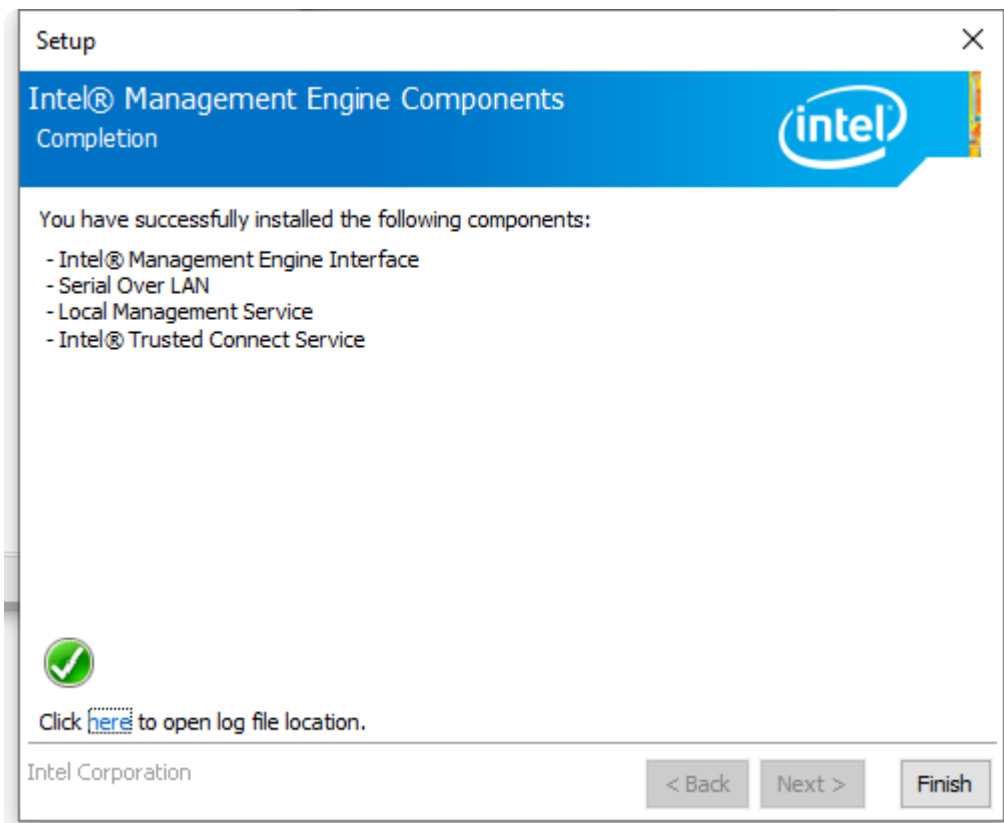 Setup
Intel® Management Engine Components
Completion
intel
You have successfully installed the following components:
- Intel® Management Engine Interface
- Serial Over LAN
- Local Management Service
- Intel® Trusted Connect Service
Click here to open log file location.
Intel Corporation
< Back Next > Finish